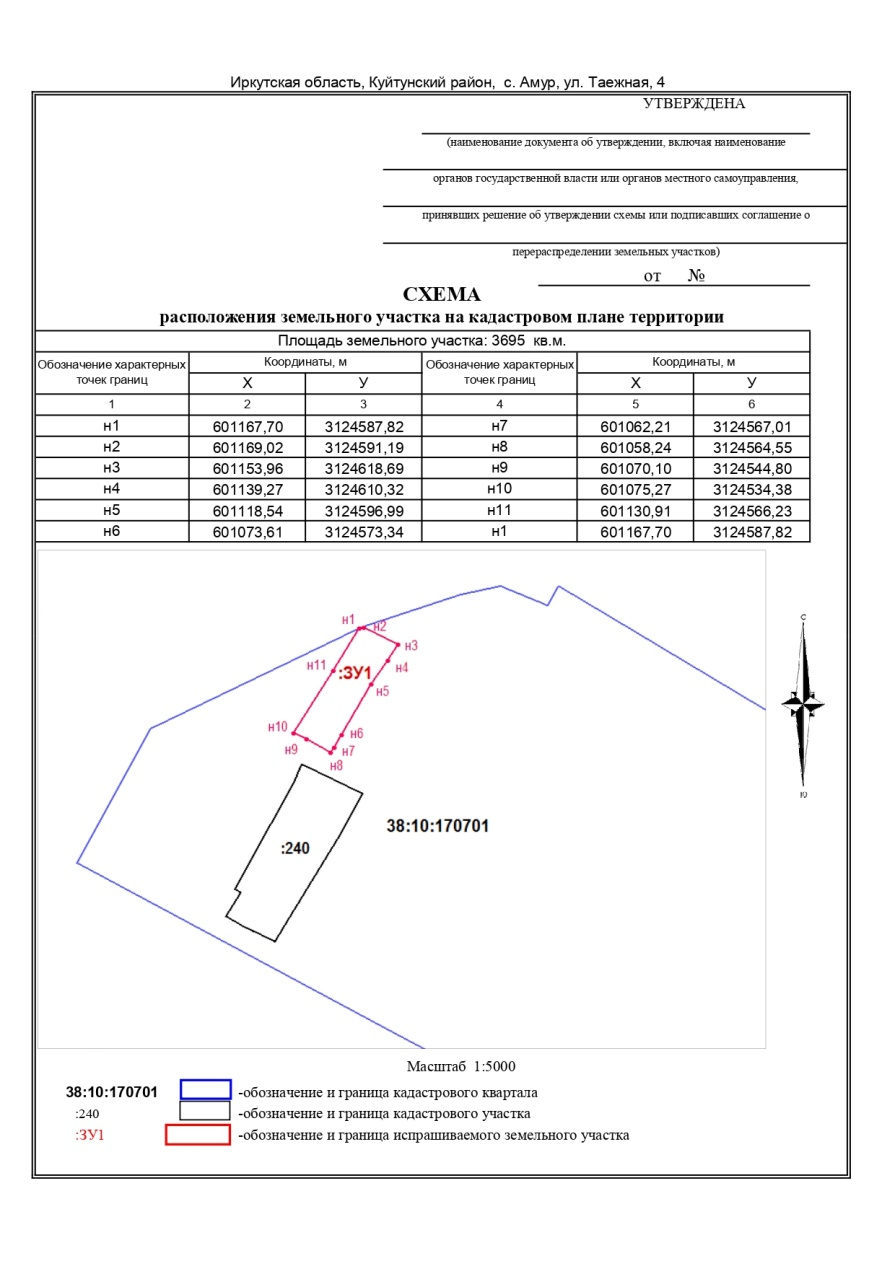 Иркутская область, Куйтунский район, с. Амур, ул. Таежная, 4
УТВЕРЖДЕНА
(наименование документа об утверждении, включая наименование
органов государственной власти или органов местного самоуправления,
принявших решение об утверждении схемы или подписавших соглашение о
перераспределении земельных участков)
от №
СХЕМА
расположения земельного участка на кадастровом плане территории
Площадь земельного участка: 3695 кв.м.
Обозначение характерных точек границ Координаты, м Обозначение характерных точек границ Координаты, м
Х У Х У
1 2 3 4 5 6
н1 601167,70 3124587,82 н7 601062,21 3124567,01
н2 601169,02 3124591,19 н8 601058,24 3124564,55
н3 601153,96 3124618,69 н9 601070,10 3124544,80
н4 601139,27 3124610,32 н10 601075,27 3124534,38
н5 601118,54 3124596,99 н11 601130,91 3124566,23
н6 601073,61 3124573,34 н1 601167,70 3124587,82
н1
н2
н3
н11
:ЗУ1
н4
н5
н10
н6
н9
н7
н8
38:10:170701
:240
С
Ю
Масштаб 1:5000
38:10:170701 -обозначение и граница кадастрового квартала
:240 -обозначение и граница кадастрового участка
:ЗУ1 -обозначение и граница испрашиваемого земельного участка